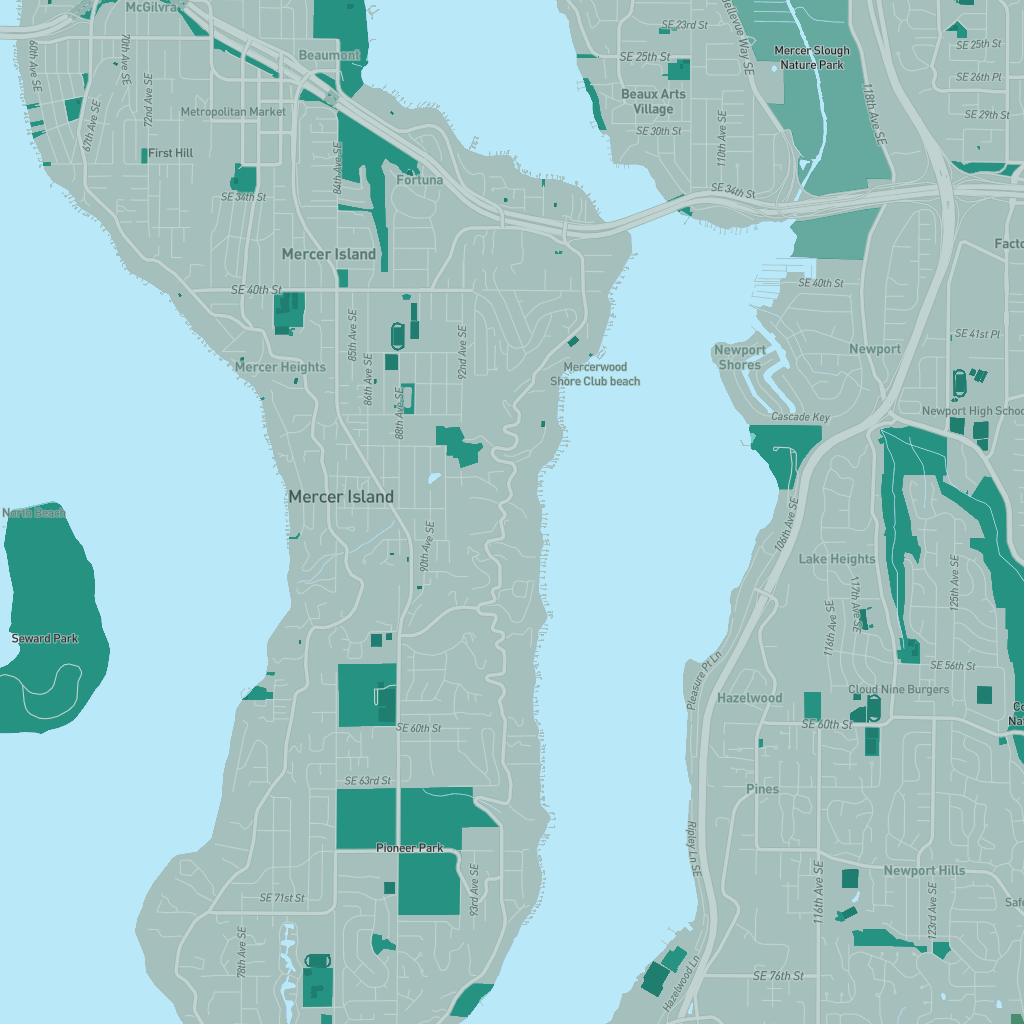 McGilvra
60th Ave SE
70th Ave SE
72nd Ave SE
67th Ave SE
Beaumont
Metropolitan Market
First Hill
SE 34th St
84th Ave SE
Fortuna
Mercer Island
SE 40th St
85th Ave SE
86th Ave SE
88th Ave SE
92nd Ave SE
Mercer Heights
Mercerwood
Shore Club beach
Mercer Island
90th Ave SE
North Beach
Seward Park
SE 60th St
SE 63rd St
Pioneer Park
SE 71st St
93rd Ave SE
78th Ave SE
SE 23rd St
Bellevue Way SE
SE 25th St
Beaux Arts
Village
SE 30th St
110th Ave SE
Mercer Slough
Nature Park
118th Ave SE
SE 25th St
SE 26th Pl
SE 29th St
SE 34th St
Facto
SE 40th St
SE 41st Pl
Newport
Shores
Newport
Newport High Schoo
Cascade Key
106th Ave SE
Lake Heights
117th Ave SE
116th Ave SE
125th Ave SE
SE 56th St
Pleasure Pt Ln
Hazelwood
Cloud Nine Burgers
SE 60th St
Co
Nat
Pines
Ripley Ln SE
Newport Hills
116th Ave SE
123rd Ave SE
Safe
SE 76th St
Hazelwood Ln